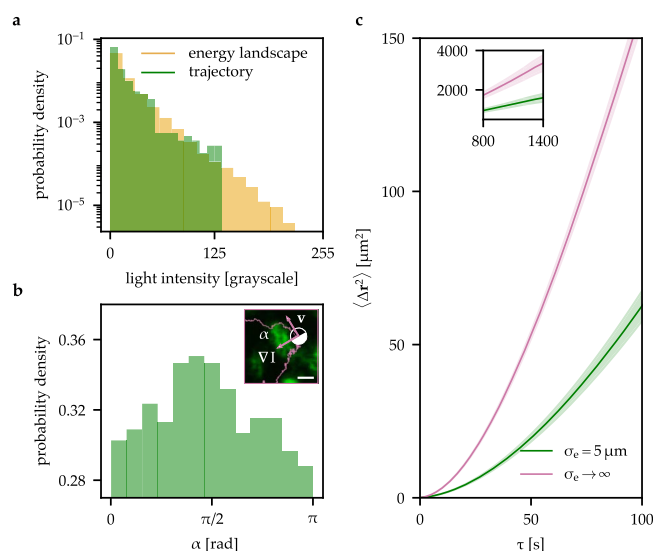 a
10⁻¹
10⁻³
10⁻⁵
probability density
energy landscape
trajectory
0
125
255
light intensity [grayscale]
b
0.36
0.32
0.28
probability density
v
α
∇I
0
π/2
π
α [rad]
c
150
100
50
0
⟨Δr²⟩ [μm²]
4000
2000
800
1400
σₑ = 5 μm
σₑ → ∞
0
50
100
τ [s]